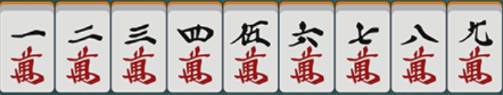 一 二 三 四 伍 六 七 八 九
萬 萬 萬 萬 萬 萬 萬 萬 萬